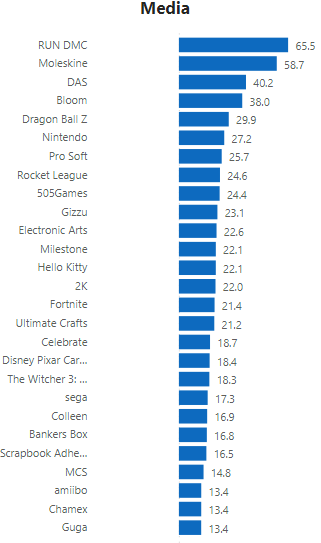 Media
RUN DMC 65.5
Moleskine 58.7
DAS 40.2
Bloom 38.0
Dragon Ball Z 29.9
Nintendo 27.2
Pro Soft 25.7
Rocket League 24.6
505Games 24.4
Gizzu 23.1
Electronic Arts 22.6
Milestone 22.1
Hello Kitty 22.1
2K 22.0
Fortnite 21.4
Ultimate Crafts 21.2
Celebrate 18.7
Disney Pixar Car... 18.4
The Witcher 3: ... 18.3
sega 17.3
Colleen 16.9
Bankers Box 16.8
Scrapbook Adhe... 16.5
MCS 14.8
amiibo 13.4
Chamex 13.4
Guga 13.4